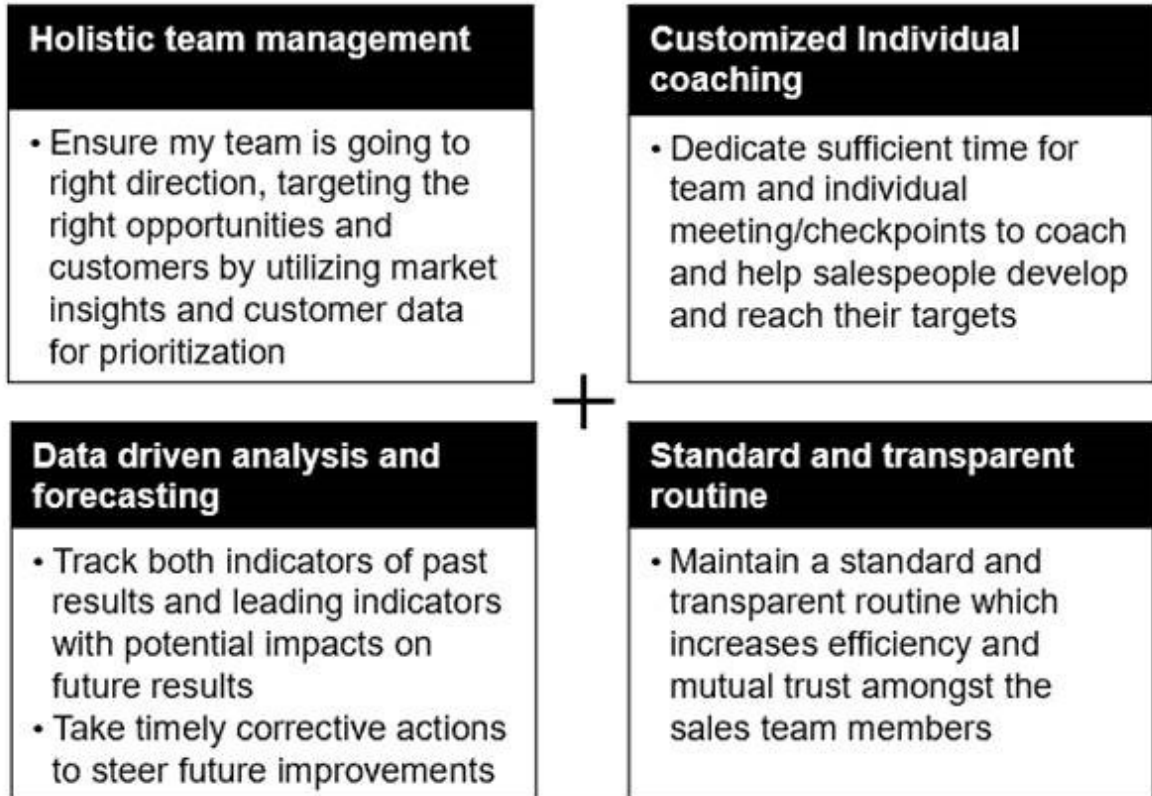 Holistic team management
• Ensure my team is going to
right direction, targeting the
right opportunities and
customers by utilizing market
insights and customer data
for prioritization
Customized Individual
coaching
• Dedicate sufficient time for
team and individual
meeting/checkpoints to coach
and help salespeople develop
and reach their targets
+
Data driven analysis and
forecasting
• Track both indicators of past
results and leading indicators
with potential impacts on
future results
• Take timely corrective actions
to steer future improvements
Standard and transparent
routine
• Maintain a standard and
transparent routine which
increases efficiency and
mutual trust amongst the
sales team members